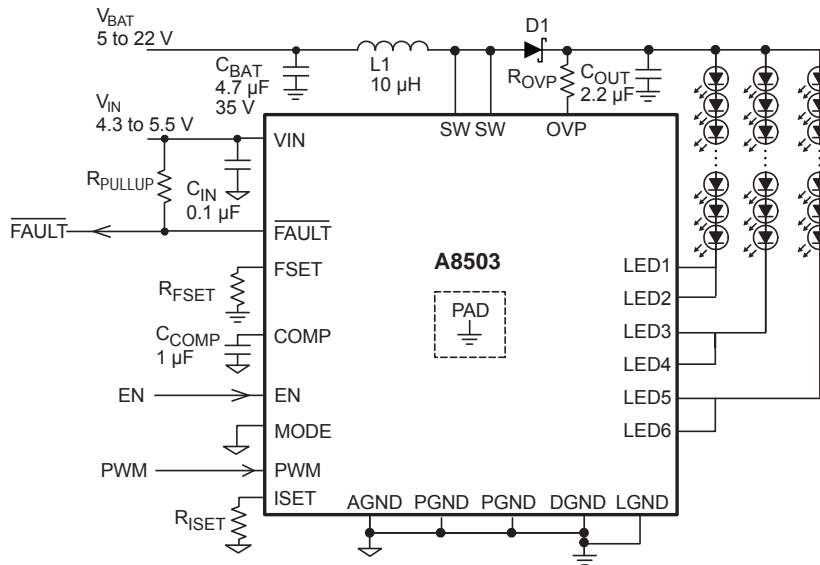 D1
VBAT
5 to 22 V
CBAT
4.7 µF
35 V
L1
10 µH
ROVP
COUT
2.2 µF
VIN
4.3 to 5.5 V
SW SW OVP
VIN
RPULLUP
CIN
0.1 µF
FAULT
FAULT
A8503
FSET
RFSET
PAD
LED1
LED2
LED3
LED4
LED5
LED6
CCOMP
1 µF
COMP
EN
EN
MODE
PWM
PWM
ISET
RISET
AGND PGND PGND DGND LGND